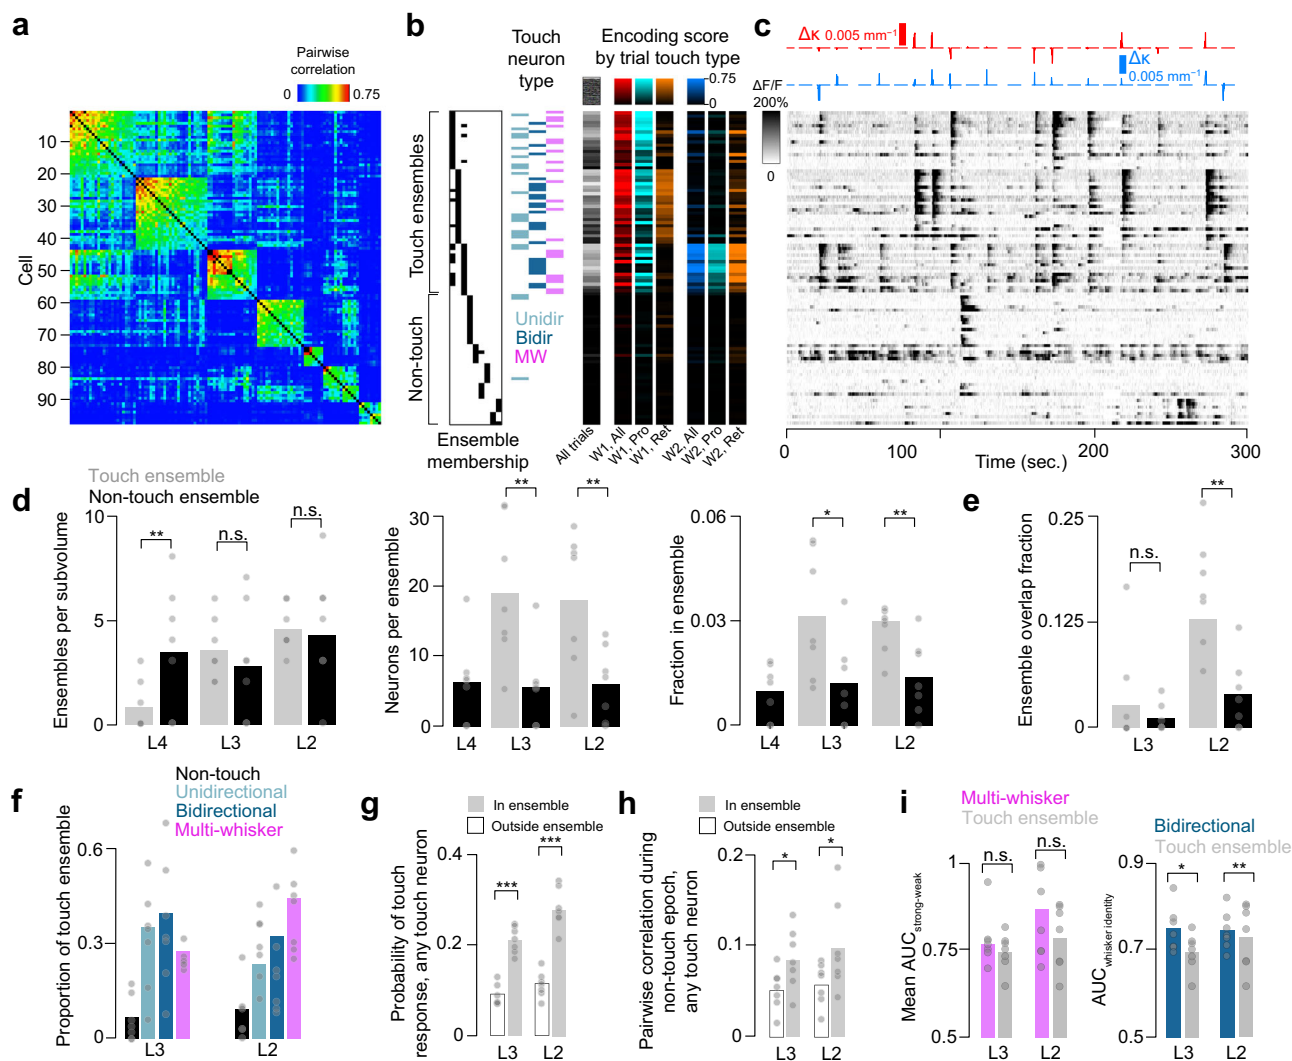 a
Pairwise
correlation
0
0.75
10
20
30
40
50
60
70
80
90
Cell
b
Touch
neuron
type
Encoding score
by trial touch type
0.75
0
Touch ensembles
Non-touch
Unidir
Bidir
MW
Ensemble
membership
All trials
W1, All
W1, Pro
W1, Ret
W2, All
W2, Pro
W2, Ret
c
Δκ 0.005 mm⁻¹
Δκ
0.005 mm⁻¹
ΔF/F
200%
0
0
100
200
300
Time (sec.)
d
Touch ensemble
Non-touch ensemble
Ensembles per subvolume
10
5
0
**
n.s.
n.s.
L4
L3
L2
Neurons per ensemble
30
20
10
0
**
**
L4
L3
L2
Fraction in ensemble
0.06
0.03
0
*
**
L4
L3
L2
e
Ensemble overlap fraction
0.25
0.125
0
n.s.
**
L3
L2
f
Non-touch
Unidirectional
Bidirectional
Multi-whisker
Proportion of touch ensemble
0.6
0.3
0
L3
L2
g
In ensemble
Outside ensemble
Probability of touch
response, any touch neuron
0.4
0.2
0
***
***
L3
L2
h
In ensemble
Outside ensemble
Pairwise correlation during
non-touch epoch,
any touch neuron
0.2
0.1
0
*
*
L3
L2
i
Multi-whisker
Touch ensemble
Mean AUCstrong-weak
1
0.75
0.5
n.s.
n.s.
L3
L2
Bidirectional
Touch ensemble
AUCwhisker identity
0.9
0.7
0.5
*
**
L3
L2